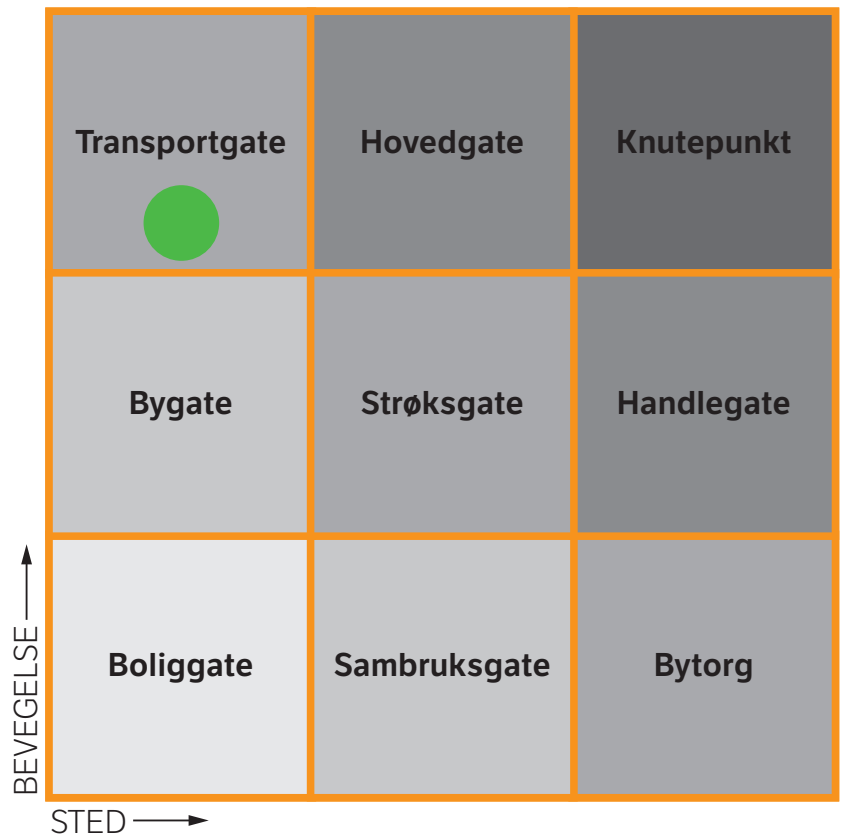 Transportgate
Hovedgate
Knutepunkt
Bygate
Strøksgate
Handlegate
Boliggate
Sambruksgate
Bytorg
BEVEGELSE
STED